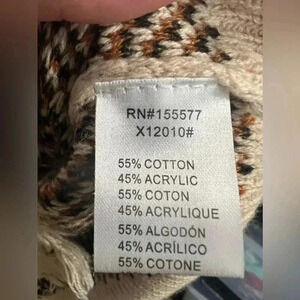 RN#155577
X12010#
55% COTTON
45% ACRYLIC
55% COTON
45% ACRYLIQUE
55% ALGODÓN
45% ACRÍLICO
55% COTONE